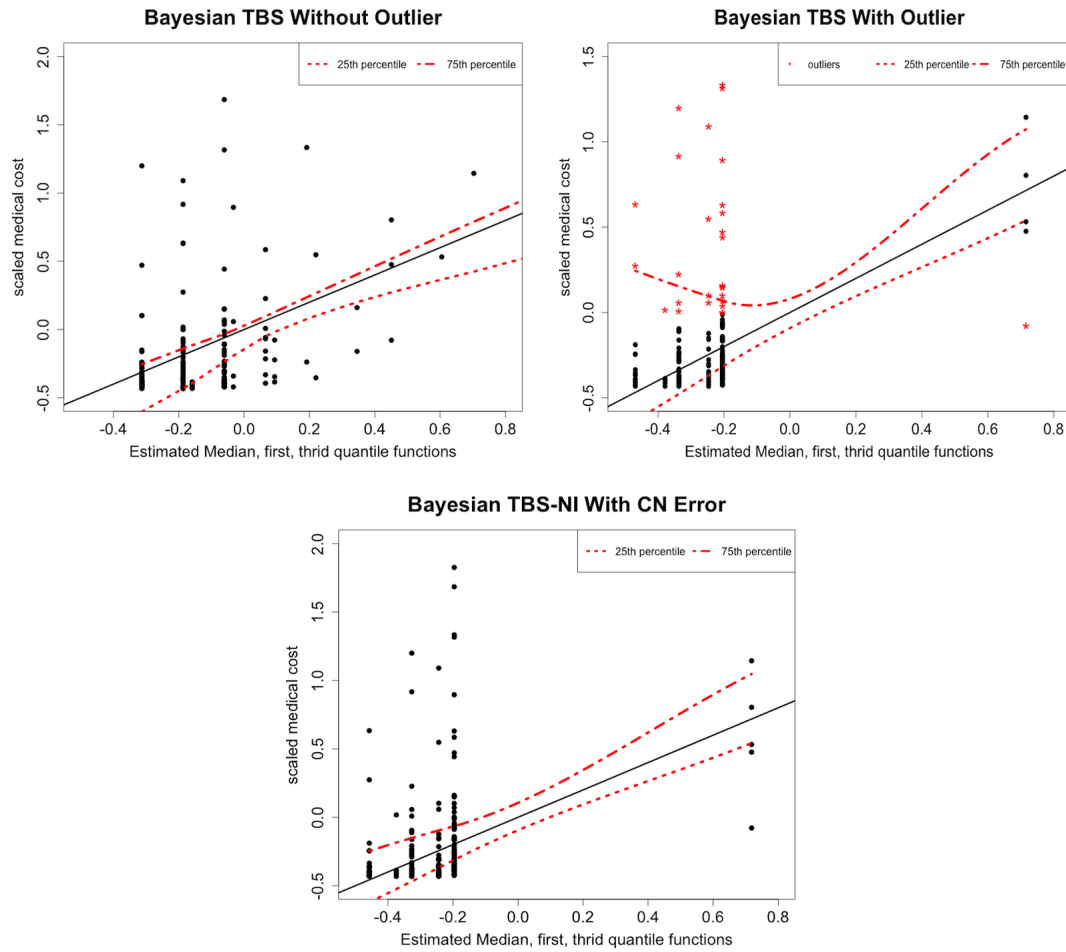 Bayesian TBS Without Outlier
25th percentile 75th percentile
scaled medical cost
2.0
1.5
1.0
0.5
0.0
-0.5
-0.4 -0.2 0.0 0.2 0.4 0.6 0.8
Estimated Median, first, thrid quantile functions
Bayesian TBS With Outlier
outliers 25th percentile 75th percentile
scaled medical cost
1.5
1.0
0.5
0.0
-0.5
-0.4 -0.2 0.0 0.2 0.4 0.6 0.8
Estimated Median, first, thrid quantile functions
Bayesian TBS-NI With CN Error
25th percentile 75th percentile
scaled medical cost
2.0
1.5
1.0
0.5
0.0
-0.5
-0.4 -0.2 0.0 0.2 0.4 0.6 0.8
Estimated Median, first, thrid quantile functions